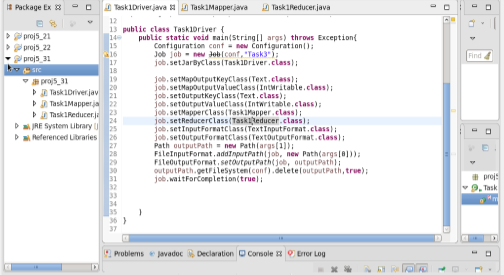 Package Ex
proj5_21
proj5_22
proj5_31
src
proj5_31
Task1Driver.jav
Task1Mapper.ja
Task1Reducer.j
JRE System Library [J
Referenced Libraries
Task1Driver.java
Task1Mapper.java
Task1Reducer.java
12
13 public class Task1Driver {
14 public static void main(String[] args) throws Exception{
15 Configuration conf = new Configuration();
16 Job job = new Job(conf,"Task3");
17 job.setJarByClass(Task1Driver.class);
18
19 job.setMapOutputKeyClass(Text.class);
20 job.setMapOutputValueClass(IntWritable.class);
21 job.setOutputKeyClass(Text.class);
22 job.setOutputValueClass(IntWritable.class);
23 job.setMapperClass(Task1Mapper.class);
24 job.setReducerClass(Task1Reducer.class);
25 job.setInputFormatClass(TextInputFormat.class);
26 job.setOutputFormatClass(TextOutputFormat.class);
27 Path outputPath = new Path(args[1]);
28 FileInputFormat.addInputPath(job, new Path(args[0]));
29 FileOutputFormat.setOutputPath(job, outputPath);
30 outputPath.getFileSystem(conf).delete(outputPath,true);
31 job.waitForCompletion(true);
32
33
34
35 }
36 }
37
Find
proj5
Task
Problems
Javadoc
Declaration
Console
Error Log